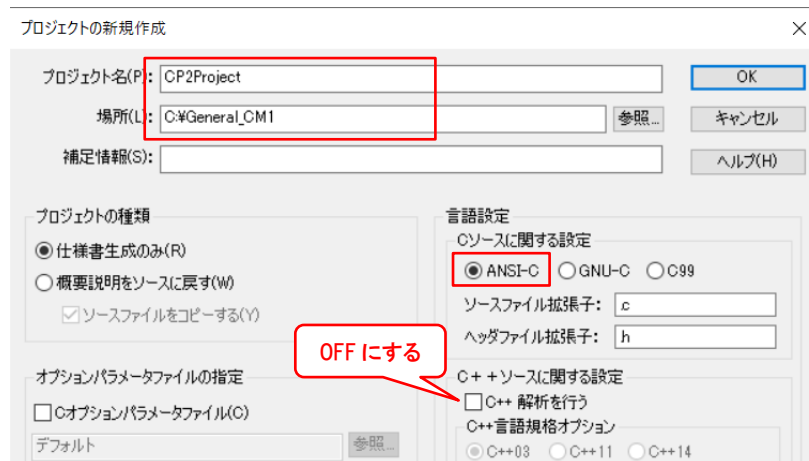 プロジェクトの新規作成
プロジェクト名(P): CP2Project
OK
場所(L): C:¥General_CM1
参照...
キャンセル
補足情報(S):
ヘルプ(H)
プロジェクトの種類
仕様書生成のみ(R)
概要説明をソースに戻す(W)
ソースファイルをコピーする(Y)
言語設定
Cソースに関する設定
ANSI-C GNU-C C99
ソースファイル拡張子: .c
ヘッダファイル拡張子: h
OFF にする
オプションパラメータファイルの指定
Cオプションパラメータファイル(C)
デフォルト
参照...
C++ソースに関する設定
C++ 解析を行う
C++言語規格オプション
C++03 C++11 C++14